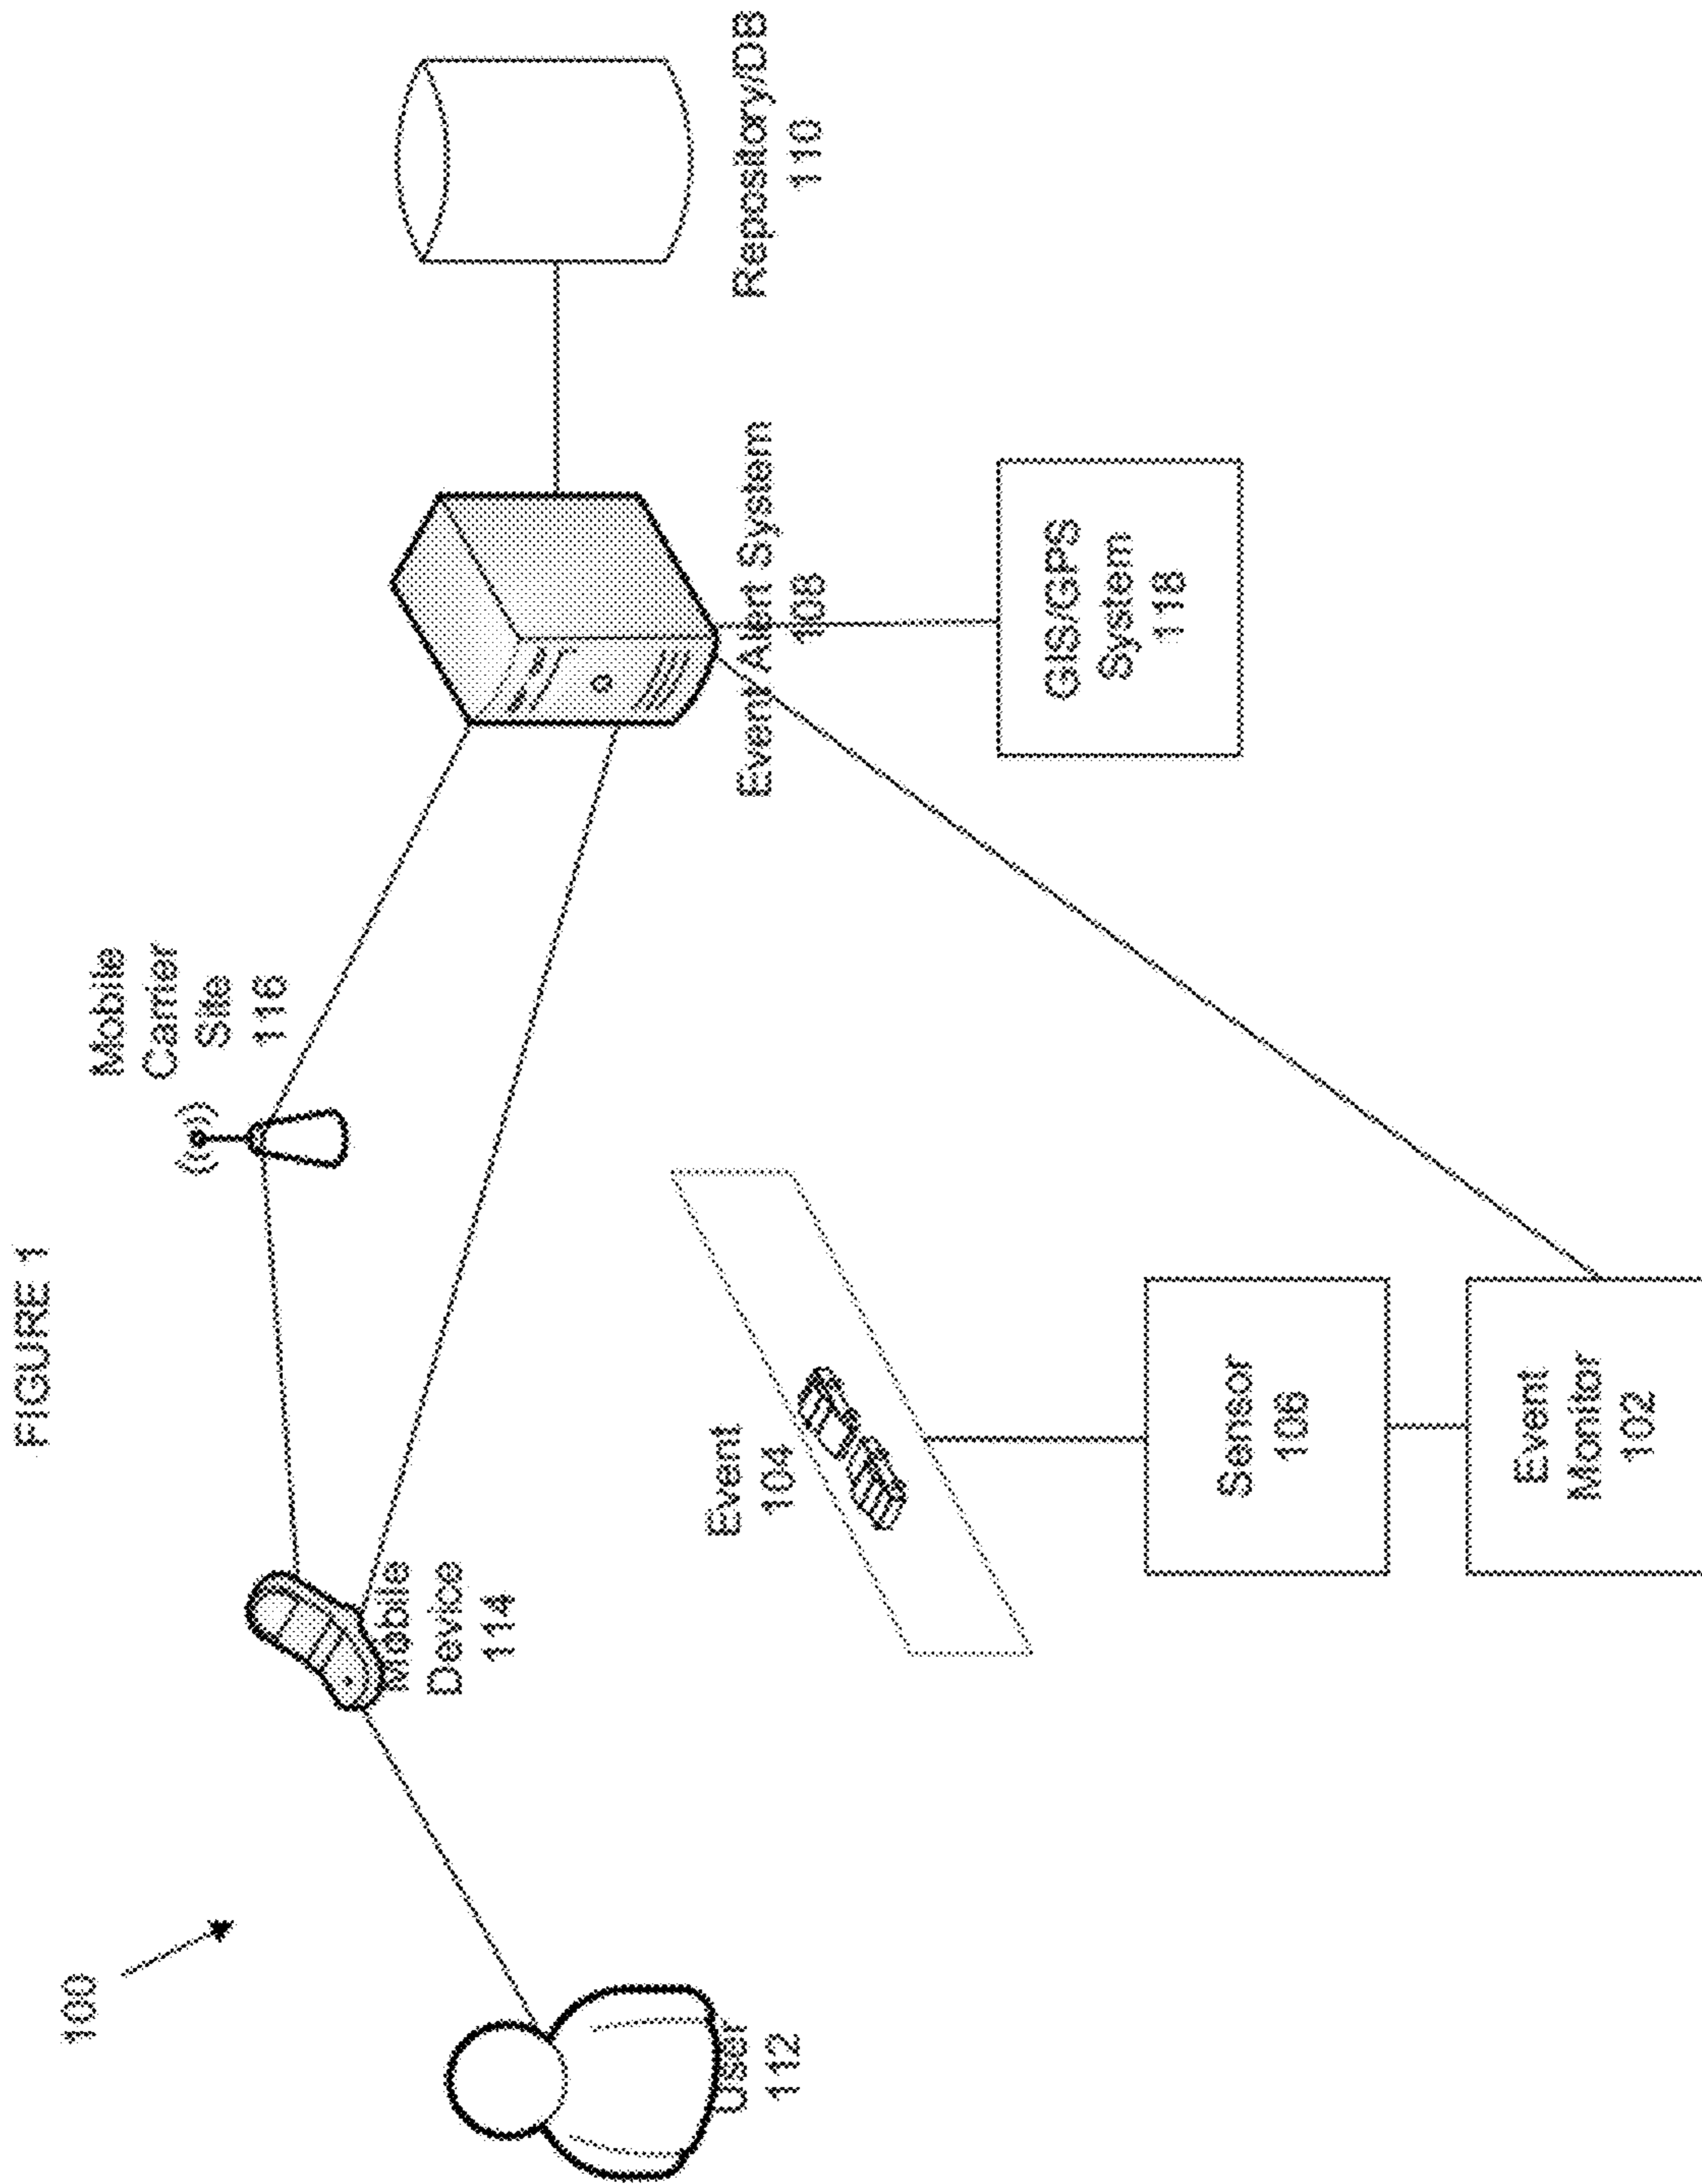 FIGURE 1
100
Mobile
Carrier
Site
116
Mobile
Device
114
User
112
Event
104
Event Alert System
108
Repository/DB
110
GIS/GPS
System
118
Sensor
106
Event
Monitor
102